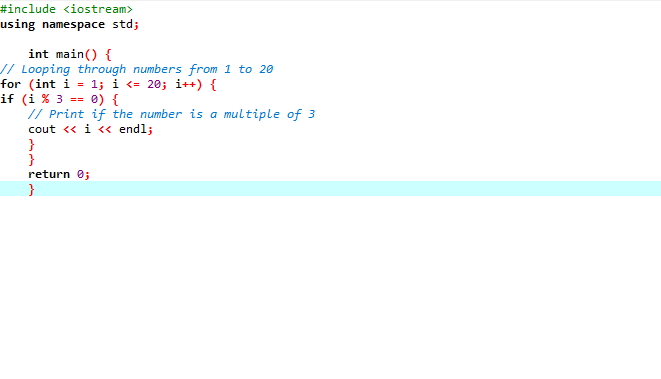 #include <iostream>
using namespace std;
int main() {
// Looping through numbers from 1 to 20
for (int i = 1; i <= 20; i++) {
if (i % 3 == 0) {
// Print if the number is a multiple of 3
cout << i << endl;
}
}
return 0;
}